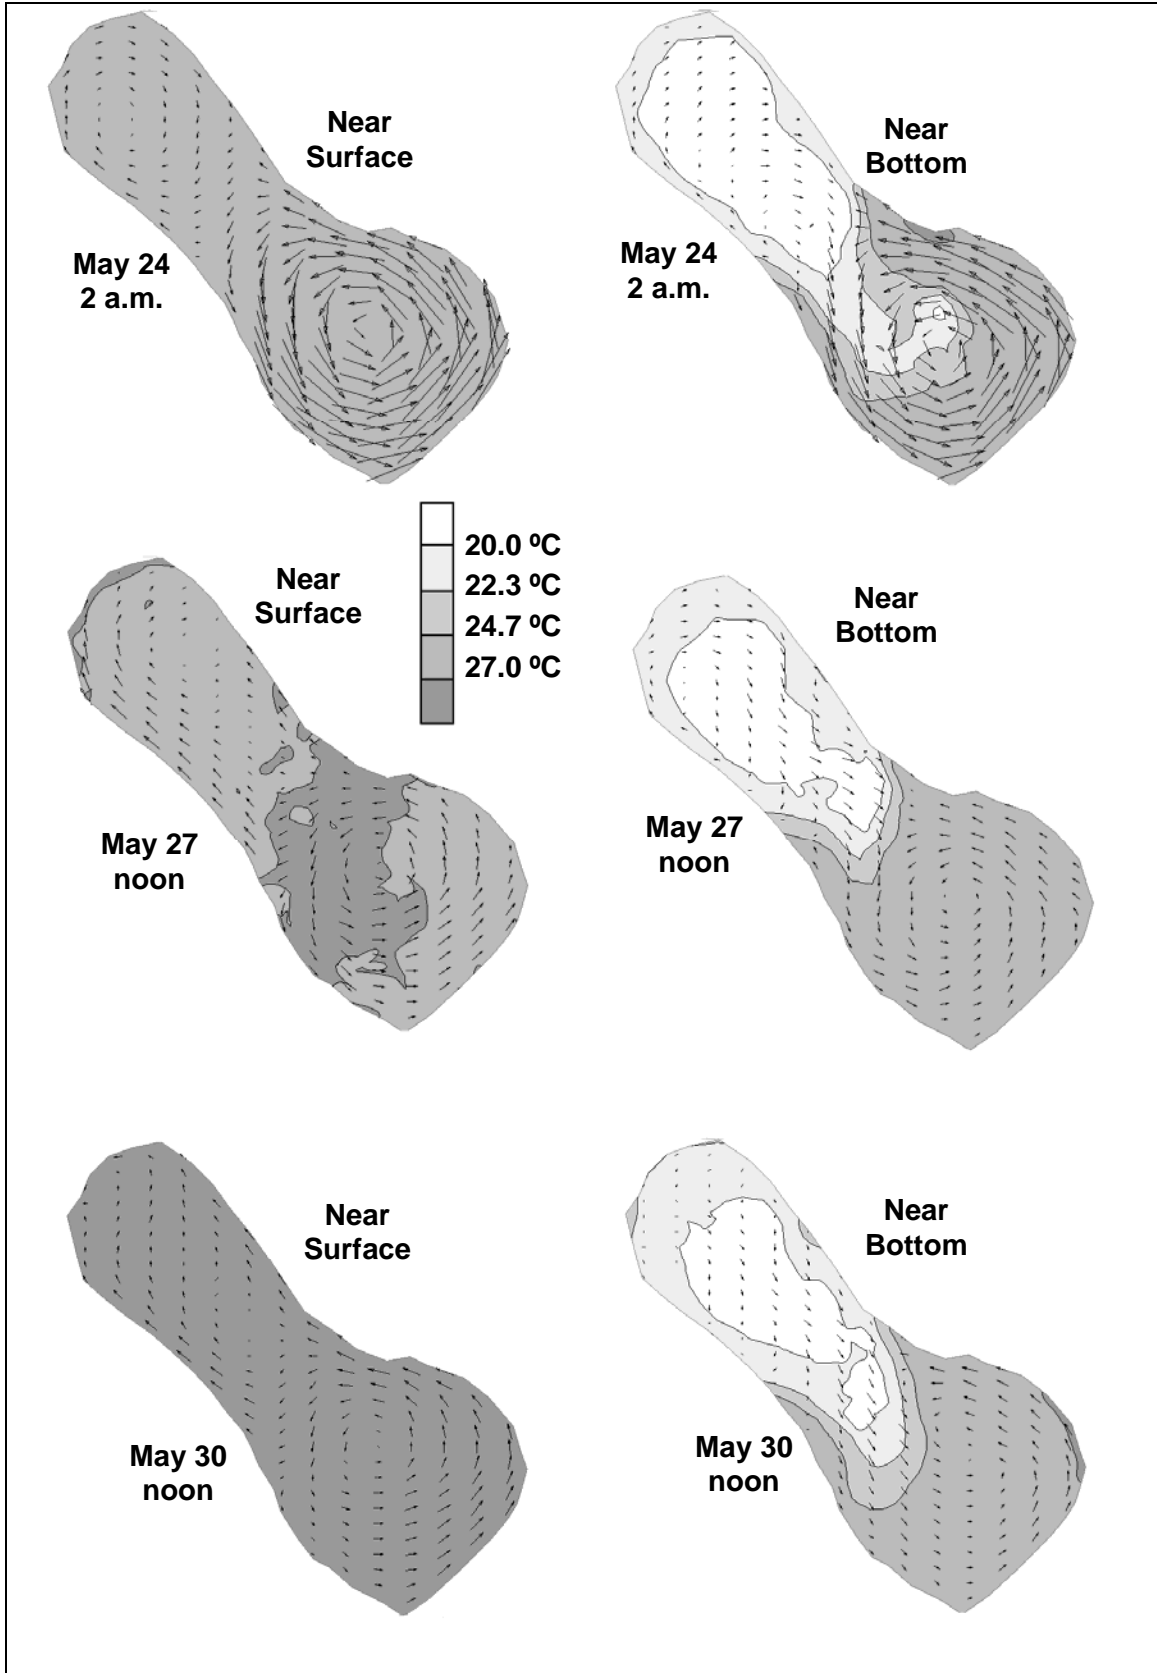 Near
Surface
Near
Bottom
May 24
2 a.m.
May 24
2 a.m.
20.0 ºC
22.3 ºC
24.7 ºC
27.0 ºC
Near
Surface
Near
Bottom
May 27
noon
May 27
noon
Near
Surface
Near
Bottom
May 30
noon
May 30
noon